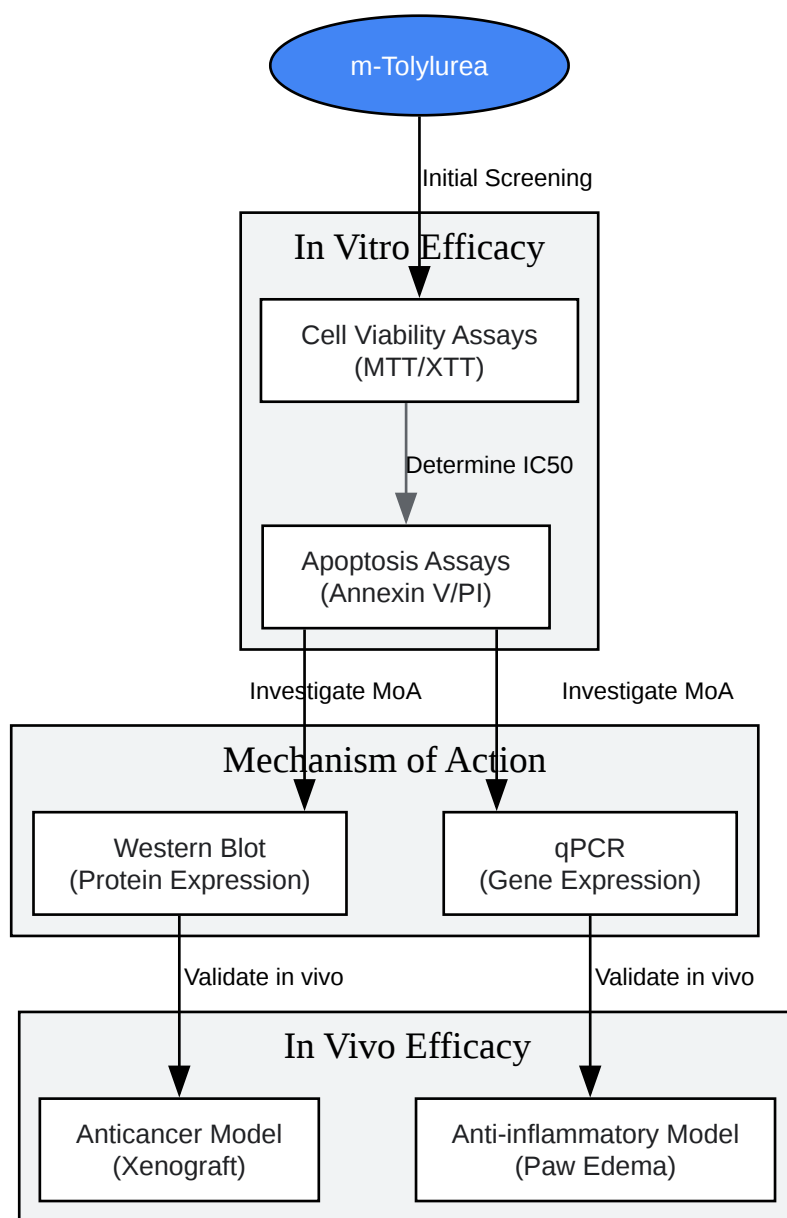 m-Tolylurea
Initial Screening
In Vitro Efficacy
Cell Viability Assays
(MTT/XTT)
Determine IC50
Apoptosis Assays
(Annexin V/PI)
Investigate MoA
Investigate MoA
Mechanism of Action
Western Blot
(Protein Expression)
qPCR
(Gene Expression)
Validate in vivo
Validate in vivo
In Vivo Efficacy
Anticancer Model
(Xenograft)
Anti-inflammatory Model
(Paw Edema)